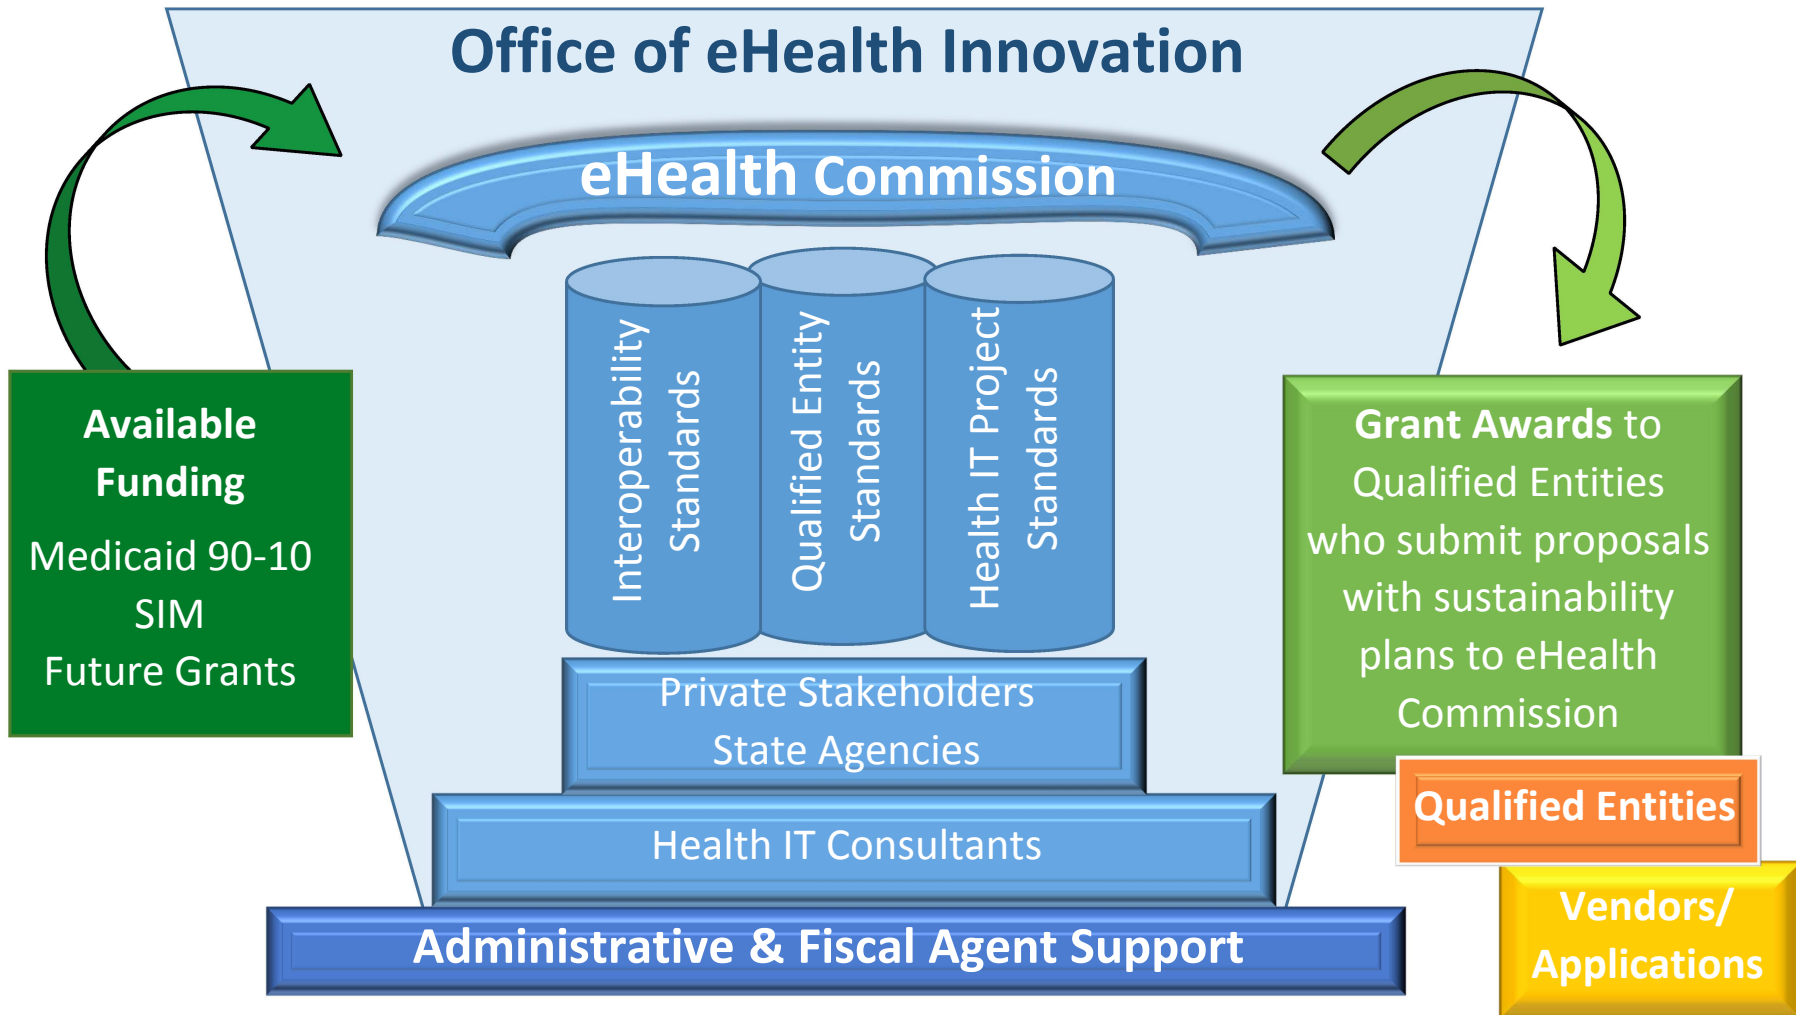 Office of eHealth Innovation
eHealth Commission
Available
Funding
Medicaid 90-10
SIM
Future Grants
Interoperability
Standards
Qualified Entity
Standards
Health IT Project
Standards
Private Stakeholders
State Agencies
Health IT Consultants
Administrative & Fiscal Agent Support
Grant Awards to
Qualified Entities
who submit proposals
with sustainability
plans to eHealth
Commission
Qualified Entities
Vendors/
Applications